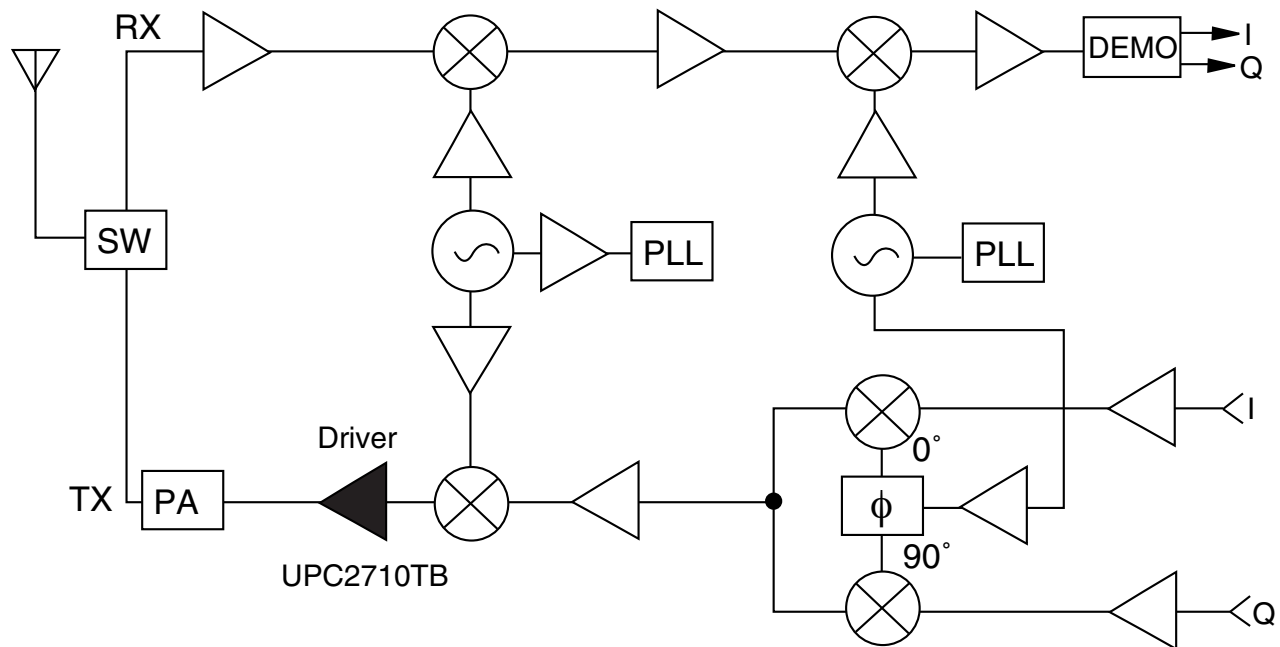 RX
I
DEMO
Q
SW
PLL
PLL
Driver
I
0°
TX
PA
ϕ
90°
UPC2710TB
Q